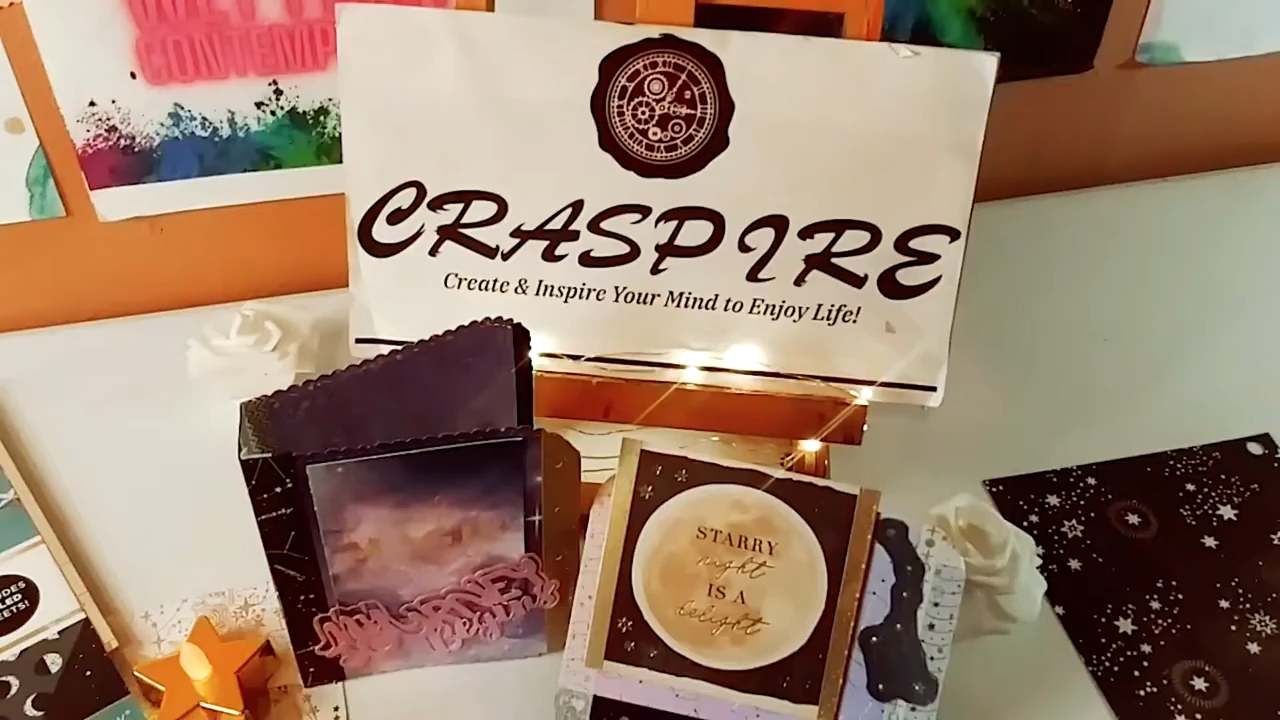 CONTEMP
CRASPIRE
Create & Inspire Your Mind to Enjoy Life!
STARRY
night
IS A
delight